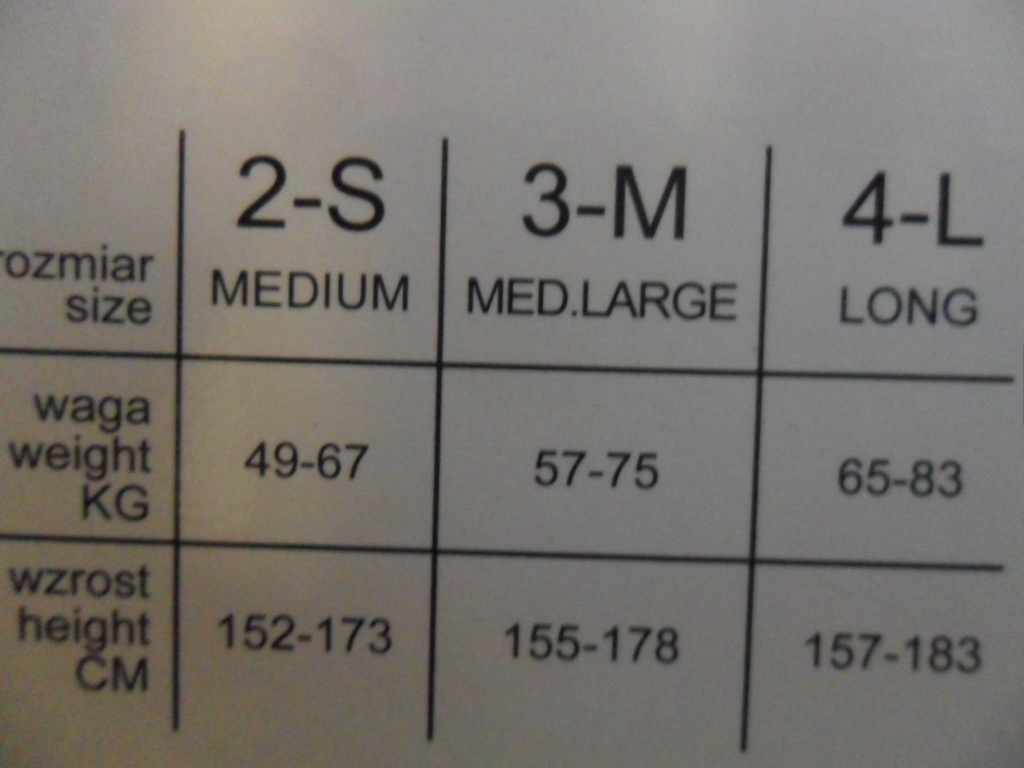 2-S 3-M 4-L
rozmiar
size MEDIUM MED.LARGE LONG
waga
weight 49-67 57-75 65-83
KG
wzrost
height 152-173 155-178 157-183
CM